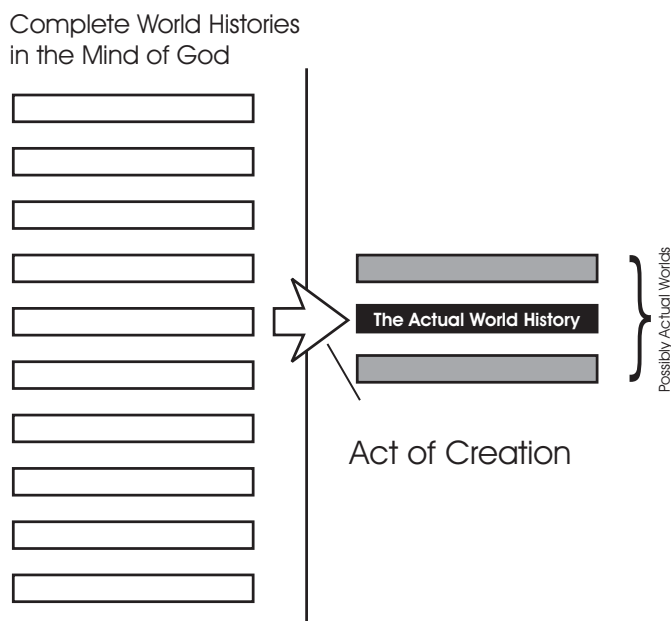 Complete World Histories
in the Mind of God
The Actual World History
Possibly Actual Worlds
Act of Creation